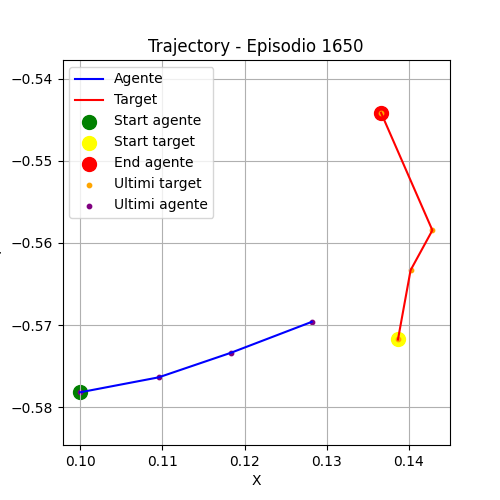 Trajectory - Episodio 1650
Agente
Target
Start agente
Start target
End agente
Ultimi target
Ultimi agente
−0.54
−0.55
−0.56
−0.57
−0.58
0.10 0.11 0.12 0.13 0.14
X